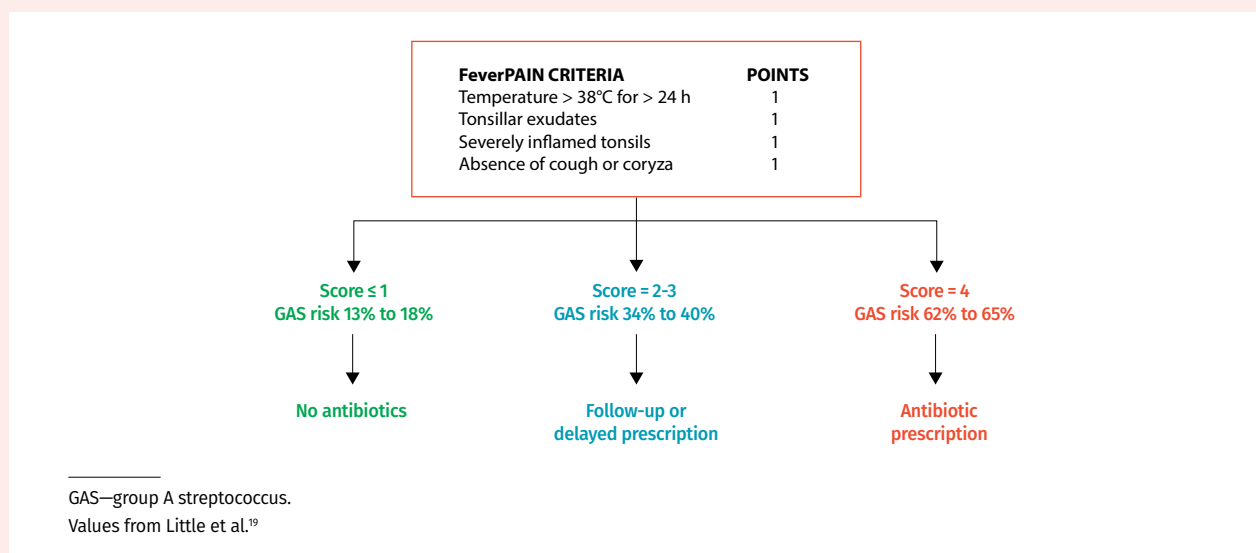 FeverPAIN CRITERIA POINTS
Temperature > 38°C for > 24 h 1
Tonsillar exudates 1
Severely inflamed tonsils 1
Absence of cough or coryza 1
Score ≤ 1
GAS risk 13% to 18%
Score = 2-3
GAS risk 34% to 40%
Score = 4
GAS risk 62% to 65%
No antibiotics
Follow-up or
delayed prescription
Antibiotic
prescription
GAS—group A streptococcus.
Values from Little et al.¹⁹